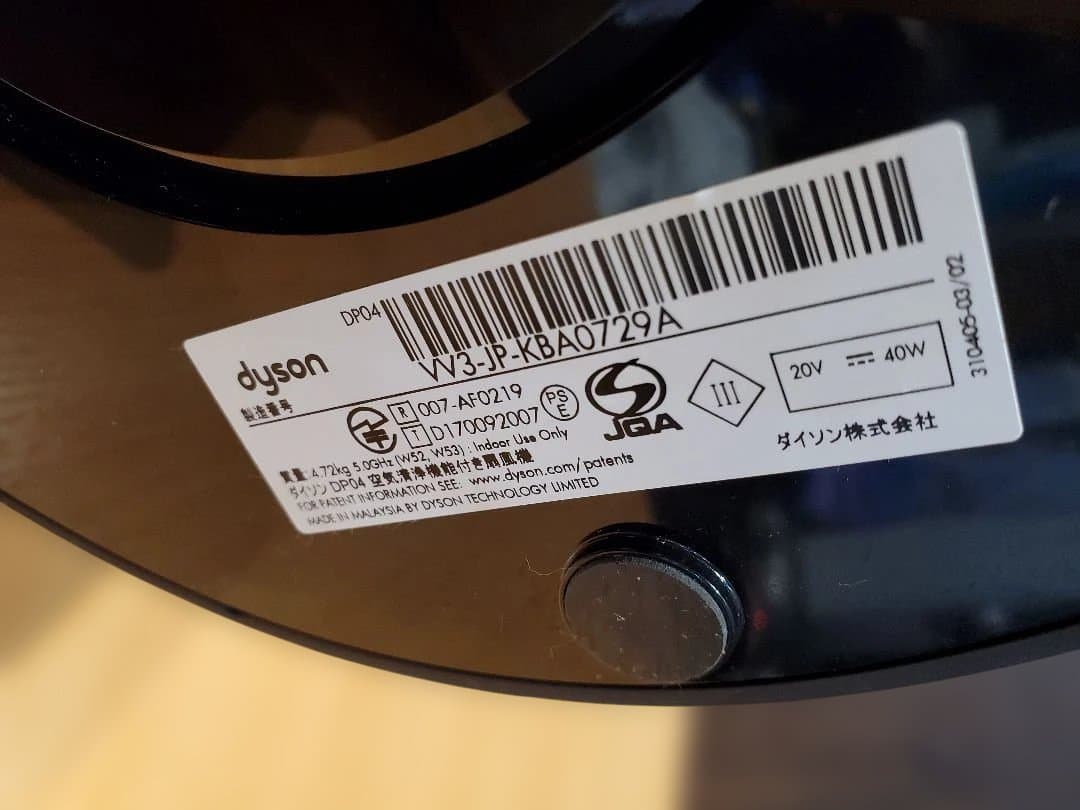 DP04
dyson
VV3-JP-KBA0729A
製造番号
R 007-AF0219
T D170092007
PS E
JQA
III
20V 40W
質量: 4.72kg 5.0GHz (W52, W53) : Indoor Use Only
ダイソン DP04 空気清浄機能付き扇風機
ダイソン株式会社
FOR PATENT INFORMATION SEE: www.dyson.com/patents
MADE IN MALAYSIA BY DYSON TECHNOLOGY LIMITED
310405-03/02